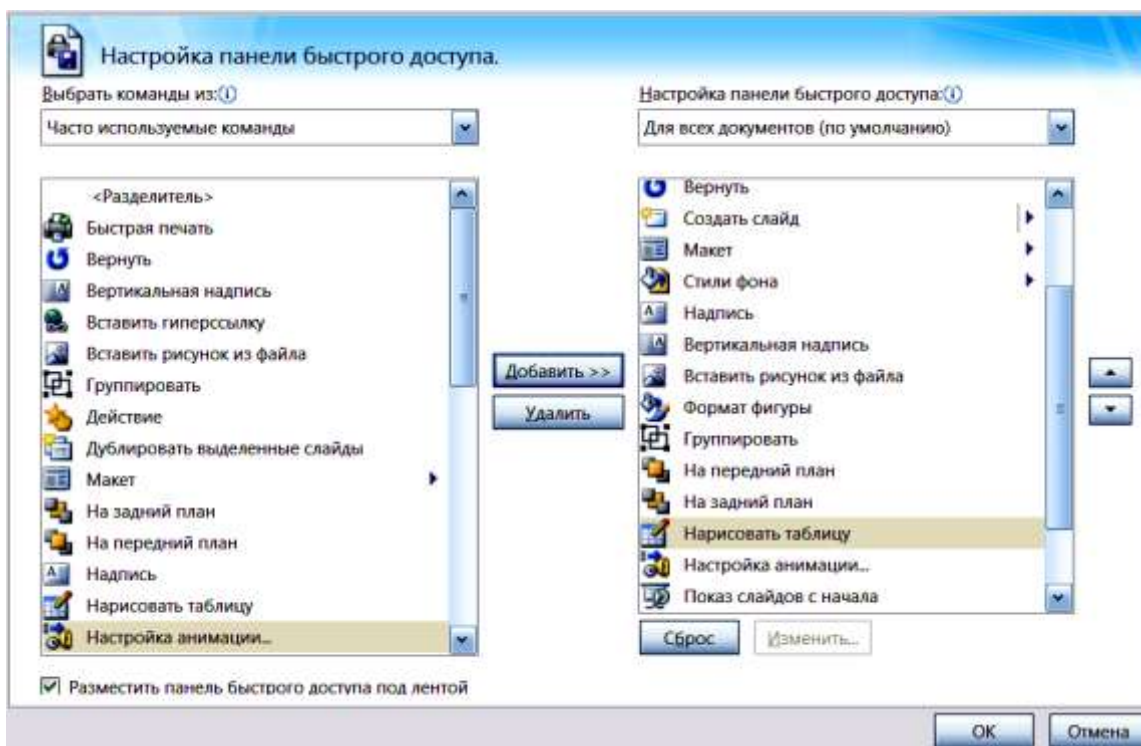 Настройка панели быстрого доступа.
Выбрать команды из:
Часто используемые команды
<Разделитель>
Быстрая печать
Вернуть
Вертикальная надпись
Вставить гиперссылку
Вставить рисунок из файла
Группировать
Действие
Дублировать выделенные слайды
Макет
На задний план
На передний план
Надпись
Нарисовать таблицу
Настройка анимации...
Разместить панель быстрого доступа под лентой
Добавить >>
Удалить
Настройка панели быстрого доступа:
Для всех документов (по умолчанию)
Вернуть
Создать слайд
Макет
Стили фона
Надпись
Вертикальная надпись
Вставить рисунок из файла
Формат фигуры
Группировать
На передний план
На задний план
Нарисовать таблицу
Настройка анимации...
Показ слайдов с начала
Сброс
Изменить...
ОК
Отмена